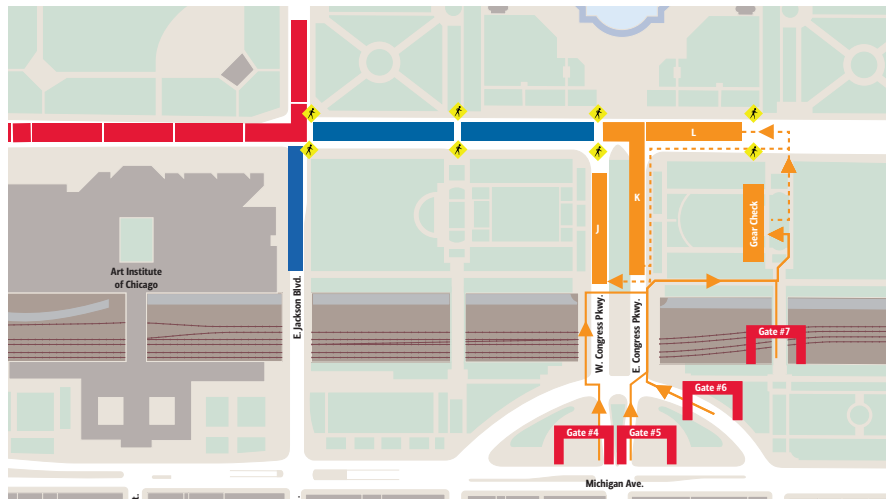 L
K
J
Gear Check
Art Institute
of Chicago
E. Jackson Blvd.
W. Congress Pkwy.
E. Congress Pkwy.
Gate #7
Gate #6
Gate #4
Gate #5
Michigan Ave.
t.